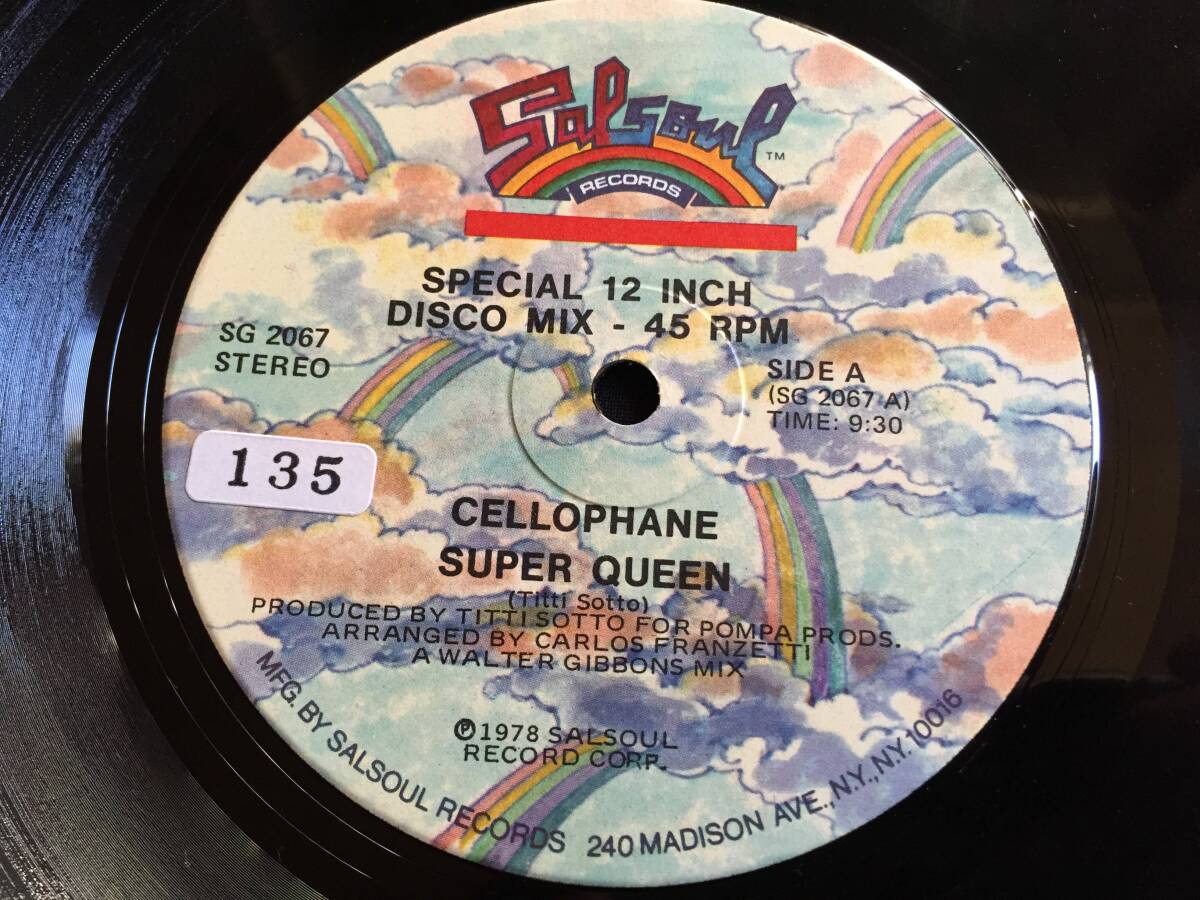 Salsoul
TM
RECORDS
SPECIAL 12 INCH
DISCO MIX - 45 RPM
SG 2067
STEREO
SIDE A
(SG 2067 A)
TIME: 9:30
135
CELLOPHANE
SUPER QUEEN
(Titti Sotto)
PRODUCED BY TITTI SOTTO FOR POMPA PRODS.
ARRANGED BY CARLOS FRANZETTI
A WALTER GIBBONS MIX
℗1978 SALSOUL
RECORD CORP.
MFG. BY SALSOUL RECORDS 240 MADISON AVE., N.Y., N.Y. 10016